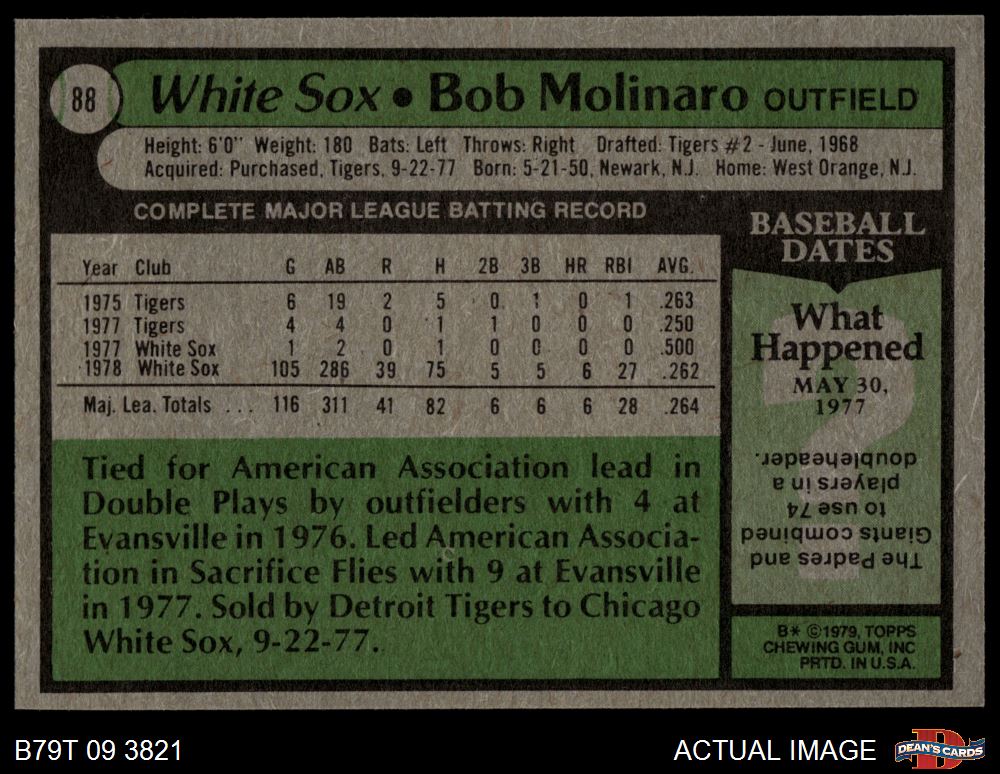 88
White Sox • Bob Molinaro OUTFIELD
Height: 6'0" Weight: 180 Bats: Left Throws: Right Drafted: Tigers #2 - June, 1968
Acquired: Purchased, Tigers, 9-22-77 Born: 5-21-50, Newark, N.J. Home: West Orange, N.J.
COMPLETE MAJOR LEAGUE BATTING RECORD
Year Club G AB R H 2B 3B HR RBI AVG.
1975 Tigers 6 19 2 5 0 1 0 1 .263
1977 Tigers 4 4 0 1 1 0 0 0 .250
1977 White Sox 1 2 0 1 0 0 0 0 .500
1978 White Sox 105 286 39 75 5 5 6 27 .262
Maj. Lea. Totals ... 116 311 41 82 6 6 6 28 .264
Tied for American Association lead in
Double Plays by outfielders with 4 at
Evansville in 1976. Led American Associa-
tion in Sacrifice Flies with 9 at Evansville
in 1977. Sold by Detroit Tigers to Chicago
White Sox, 9-22-77.
BASEBALL
DATES
What
Happened
MAY 30,
1977
?
The Padres and
Giants combined
to use 74
players in a
doubleheader.
B* ©1979, TOPPS
CHEWING GUM, INC
PRTD. IN U.S.A.
B79T 09 3821
ACTUAL IMAGE
D
DEAN'S CARDS